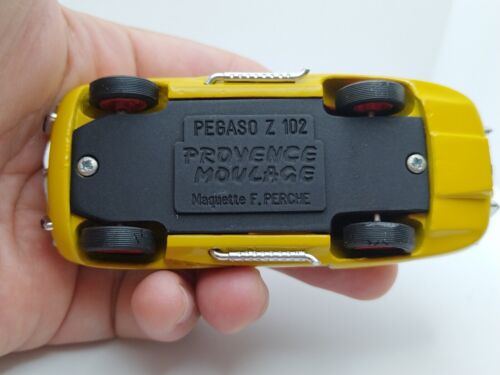 PEGASO Z 102
PROVENCE
MOULAGE
Maquette F. PERCHE